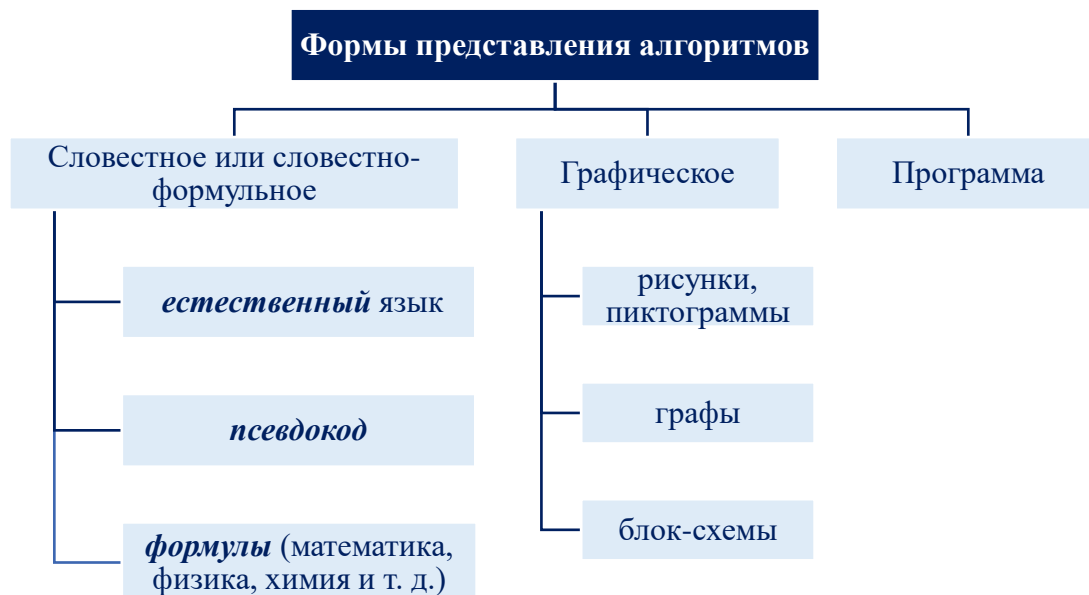 Формы представления алгоритмов
Словестное или словестно-
формульное
Графическое
Программа
естественный язык
псевдокод
формулы (математика,
физика, химия и т. д.)
рисунки,
пиктограммы
графы
блок-схемы